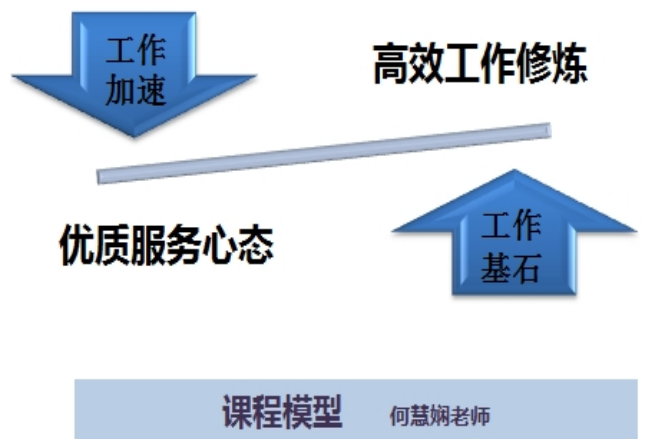 工作
加速
高效工作修炼
优质服务心态
工作
基石
课程模型 何慧娴老师